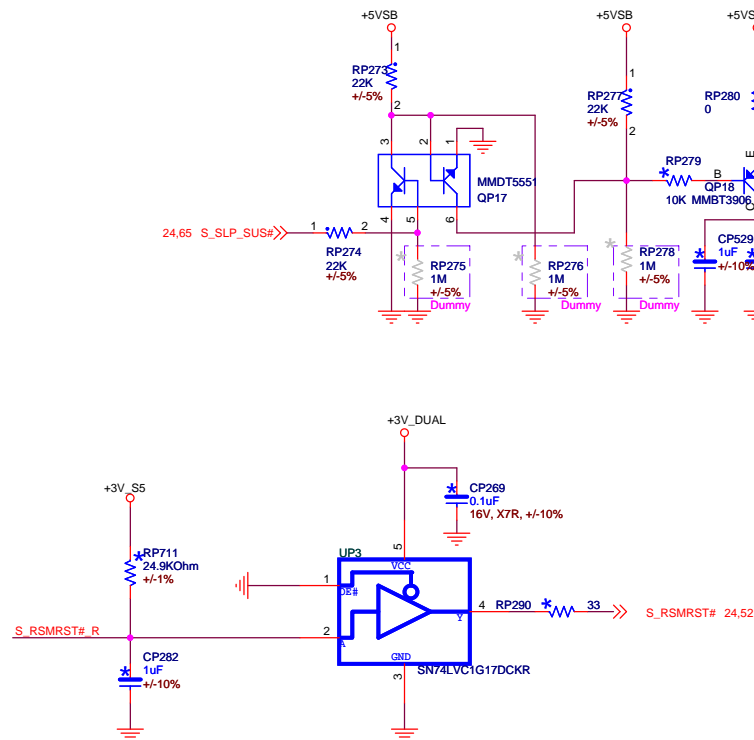 +5VSB
+5VSB
+5VS
1
RP273
22K
+/-5%
2
1
RP277
22K
+/-5%
2
RP280
0
3
2
1
MMDT5551
QP17
4
5
6
RP279
10K
B
E
QP18
MMBT3906
C
24,65 S_SLP_SUS#
1
2
RP274
22K
+/-5%
RP275
1M
+/-5%
Dummy
RP276
1M
+/-5%
Dummy
RP278
1M
+/-5%
Dummy
CP529
1uF
+/-10%
+3V_DUAL
+3V_S5
CP269
0.1uF
16V, X7R, +/-10%
RP711
24.9KOhm
+/-1%
UP3
5
VCC
1
OE#
4
Y
RP290
33
S_RSMRST# 24,52
S_RSMRST#_R
2
A
GND
3
SN74LVC1G17DCKR
CP282
1uF
+/-10%